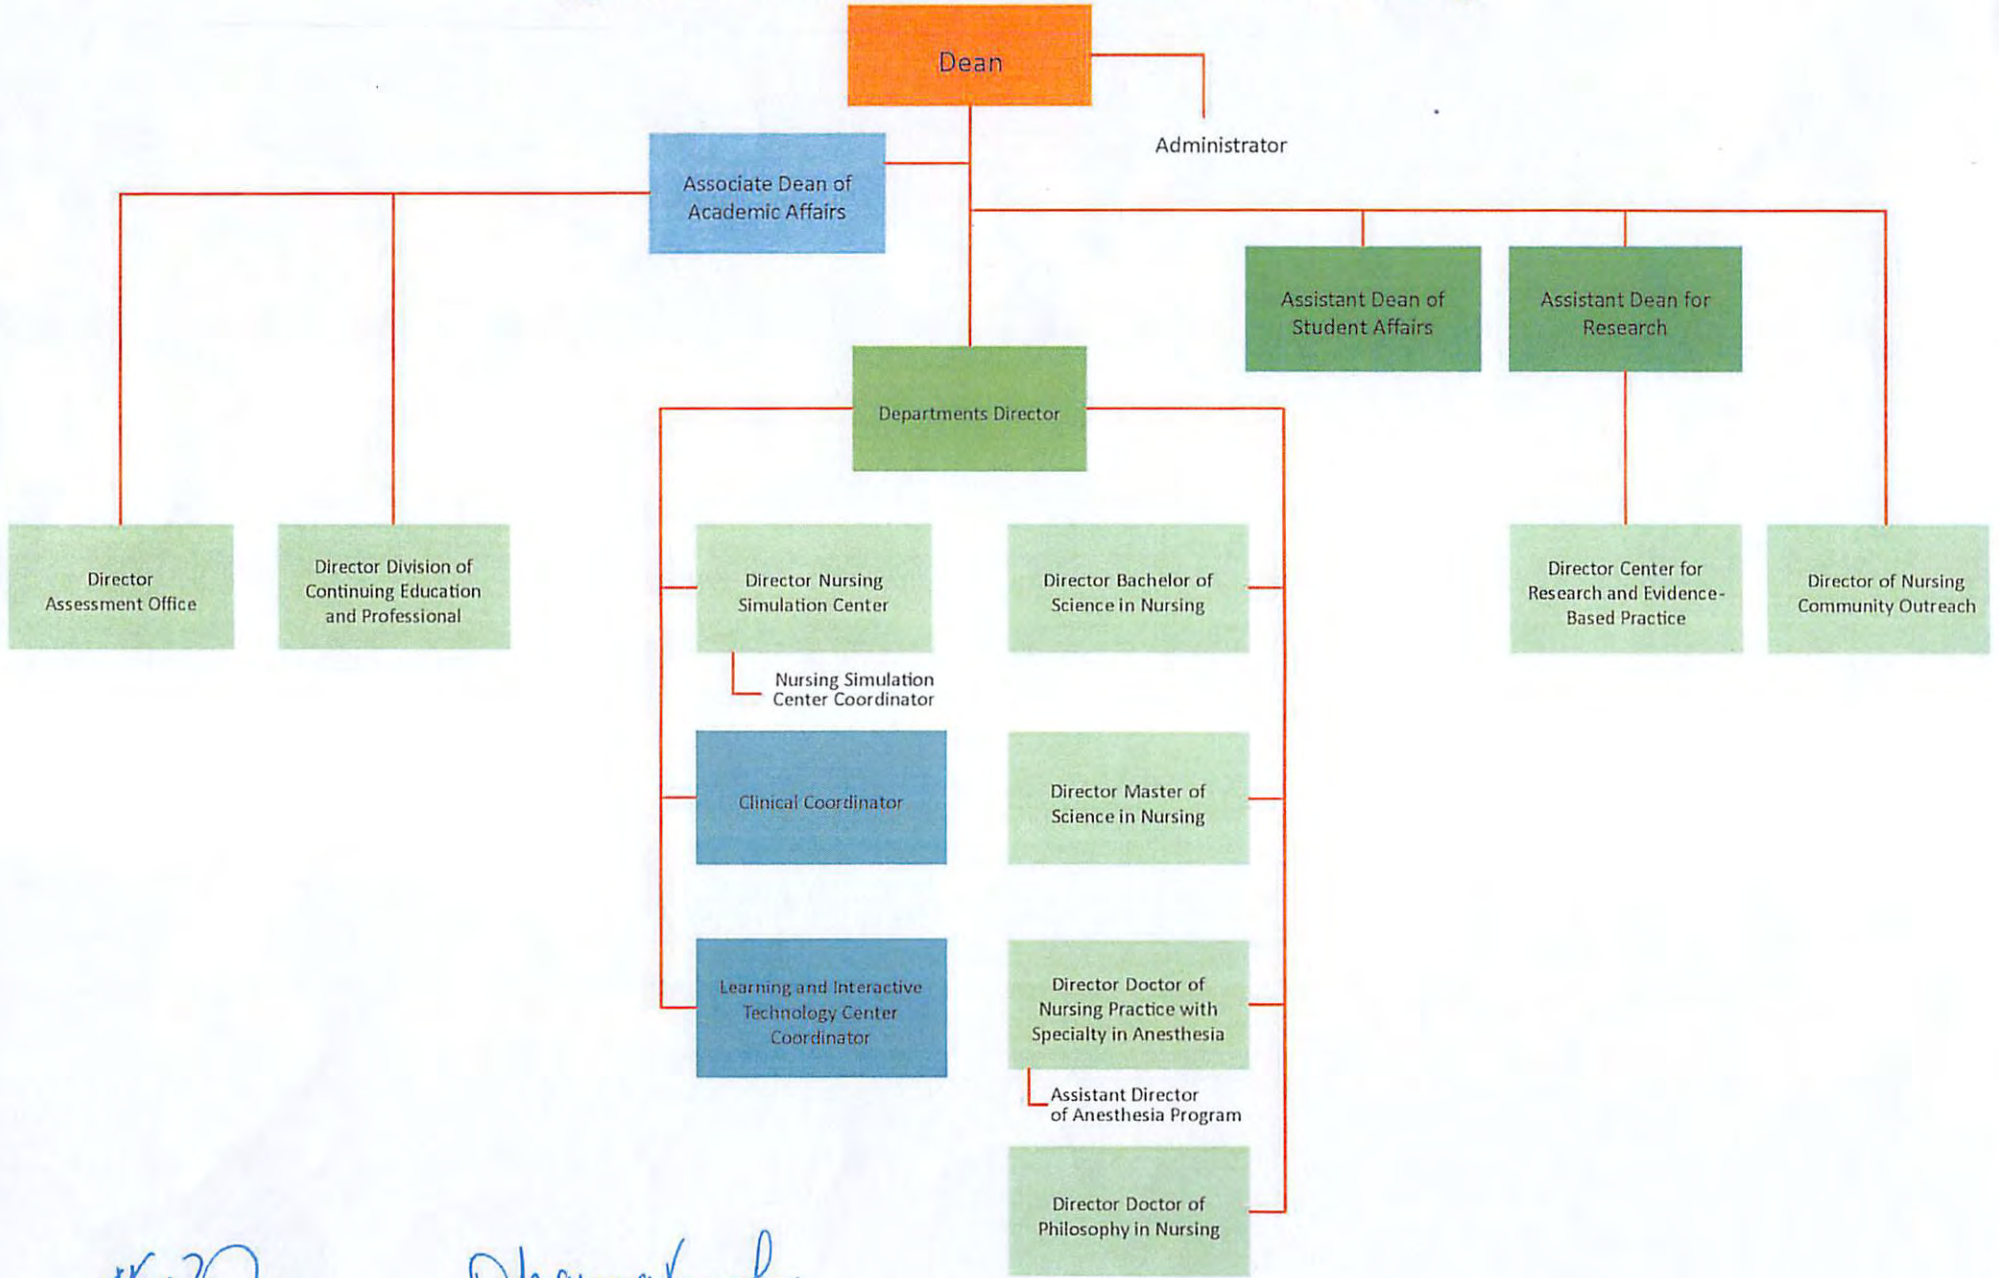 Dean
Administrator
Associate Dean of
Academic Affairs
Assistant Dean of
Student Affairs
Assistant Dean for
Research
Departments Director
Director
Assessment Office
Director Division of
Continuing Education
and Professional
Director Nursing
Simulation Center
Nursing Simulation
Center Coordinator
Director Bachelor of
Science in Nursing
Director Center for
Research and Evidence-
Based Practice
Director of Nursing
Community Outreach
Clinical Coordinator
Director Master of
Science in Nursing
Learning and Interactive
Technology Center
Coordinator
Director Doctor of
Nursing Practice with
Specialty in Anesthesia
Assistant Director
of Anesthesia Program
Director Doctor of
Philosophy in Nursing